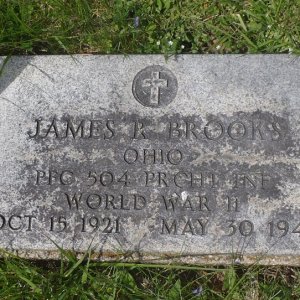 JAMES R BROOKS
OHIO
PFC 504 PRCHT INF
WORLD WAR II
OCT 15 1921 MAY 30